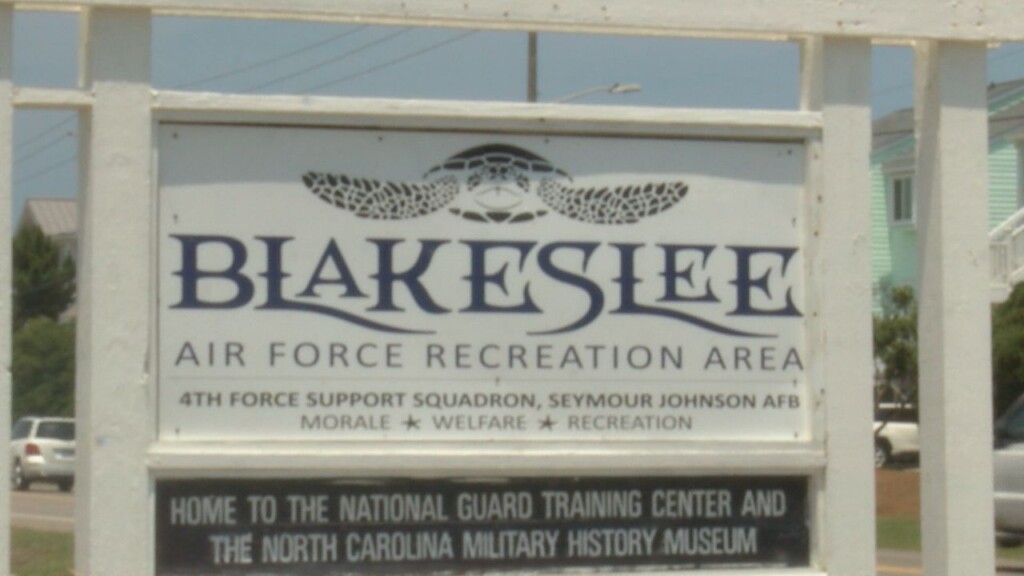 BLAKESLEE
AIR FORCE RECREATION AREA
4TH FORCE SUPPORT SQUADRON, SEYMOUR JOHNSON AFB
MORALE ★ WELFARE ★ RECREATION
HOME TO THE NATIONAL GUARD TRAINING CENTER AND
THE NORTH CAROLINA MILITARY HISTORY MUSEUM